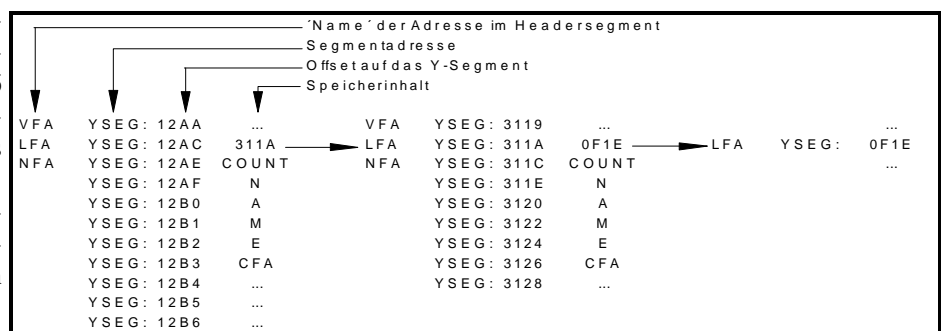 ´Name´ der Adresse im Headersegment
Segmentadresse
Offset auf das Y-Segment
Speicherinhalt
VFA YSEG: 12AA ... VFA YSEG: 3119 ... ...
LFA YSEG: 12AC 311A LFA YSEG: 311A 0F1E LFA YSEG: 0F1E
NFA YSEG: 12AE COUNT NFA YSEG: 311C COUNT ...
YSEG: 12AF N YSEG: 311E N
YSEG: 12B0 A YSEG: 3120 A
YSEG: 12B1 M YSEG: 3122 M
YSEG: 12B2 E YSEG: 3124 E
YSEG: 12B3 CFA YSEG: 3126 CFA
YSEG: 12B4 ... YSEG: 3128 ...
YSEG: 12B5 ...
YSEG: 12B6 ...